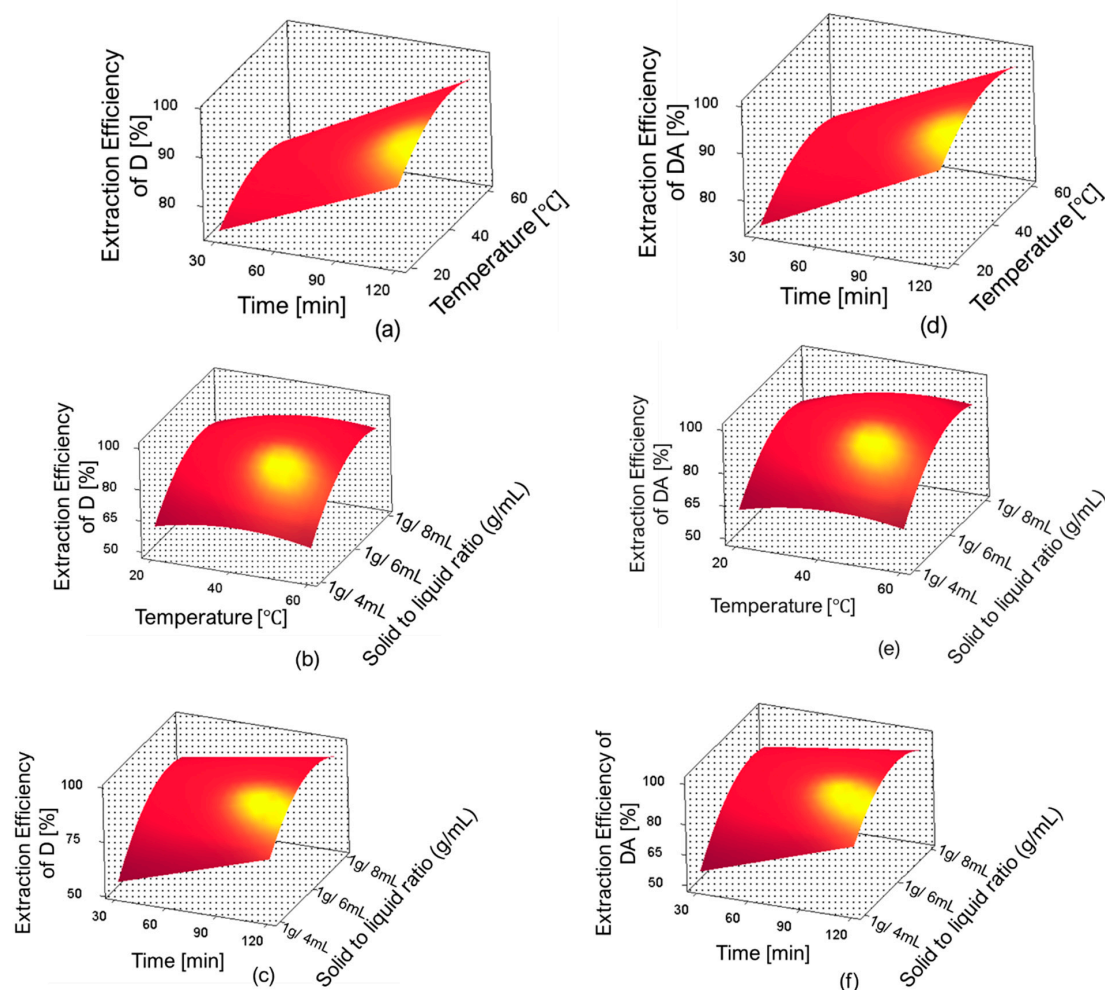 Extraction Efficiency
of D [%]
100
90
80
30
60
90
120
Time [min]
20
40
60
Temperature [°C]
(a)
Extraction Efficiency
of DA [%]
100
90
80
30
60
90
120
Time [min]
20
40
60
Temperature [°C]
(d)
Extraction Efficiency
of D [%]
100
80
65
50
20
40
60
Temperature [°C]
1g/ 4mL
1g/ 6mL
1g/ 8mL
Solid to liquid ratio (g/mL)
(b)
Extraction Efficiency
of DA [%]
100
80
65
50
20
40
60
Temperature [°C]
1g/ 4mL
1g/ 6mL
1g/ 8mL
Solid to liquid ratio (g/mL)
(e)
Extraction Efficiency
of D [%]
100
75
50
30
60
90
120
Time [min]
1g/ 4mL
1g/ 6mL
1g/ 8mL
Solid to liquid ratio (g/mL)
(c)
Extraction Efficiency of
DA [%]
100
80
65
50
30
60
90
120
Time [min]
1g/ 4mL
1g/ 6mL
1g/ 8mL
Solid to liquid ratio (g/mL)
(f)